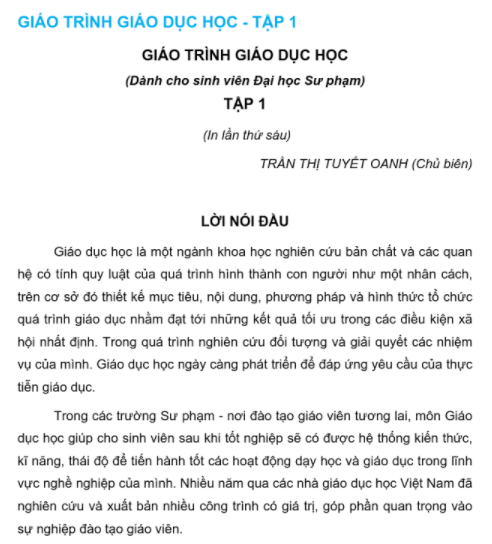 GIÁO TRÌNH GIÁO DỤC HỌC - TẬP 1
GIÁO TRÌNH GIÁO DỤC HỌC
(Dành cho sinh viên Đại học Sư phạm)
TẬP 1
(In lần thứ sáu)
TRẦN THỊ TUYẾT OANH (Chủ biên)
LỜI NÓI ĐẦU
Giáo dục học là một ngành khoa học nghiên cứu bản chất và các quan
hệ có tính quy luật của quá trình hình thành con người như một nhân cách,
trên cơ sở đó thiết kế mục tiêu, nội dung, phương pháp và hình thức tổ chức
quá trình giáo dục nhằm đạt tới những kết quả tối ưu trong các điều kiện xã
hội nhất định. Trong quá trình nghiên cứu đối tượng và giải quyết các nhiệm
vụ của mình. Giáo dục học ngày càng phát triển để đáp ứng yêu cầu của thực
tiễn giáo dục.
Trong các trường Sư phạm - nơi đào tạo giáo viên tương lai, môn Giáo
dục học giúp cho sinh viên sau khi tốt nghiệp sẽ có được hệ thống kiến thức,
kĩ năng, thái độ để tiến hành tốt các hoạt động dạy học và giáo dục trong lĩnh
vực nghề nghiệp của mình. Nhiều năm qua các nhà giáo dục học Việt Nam đã
nghiên cứu và xuất bản nhiều công trình có giá trị, góp phần quan trọng vào
sự nghiệp đào tạo giáo viên.